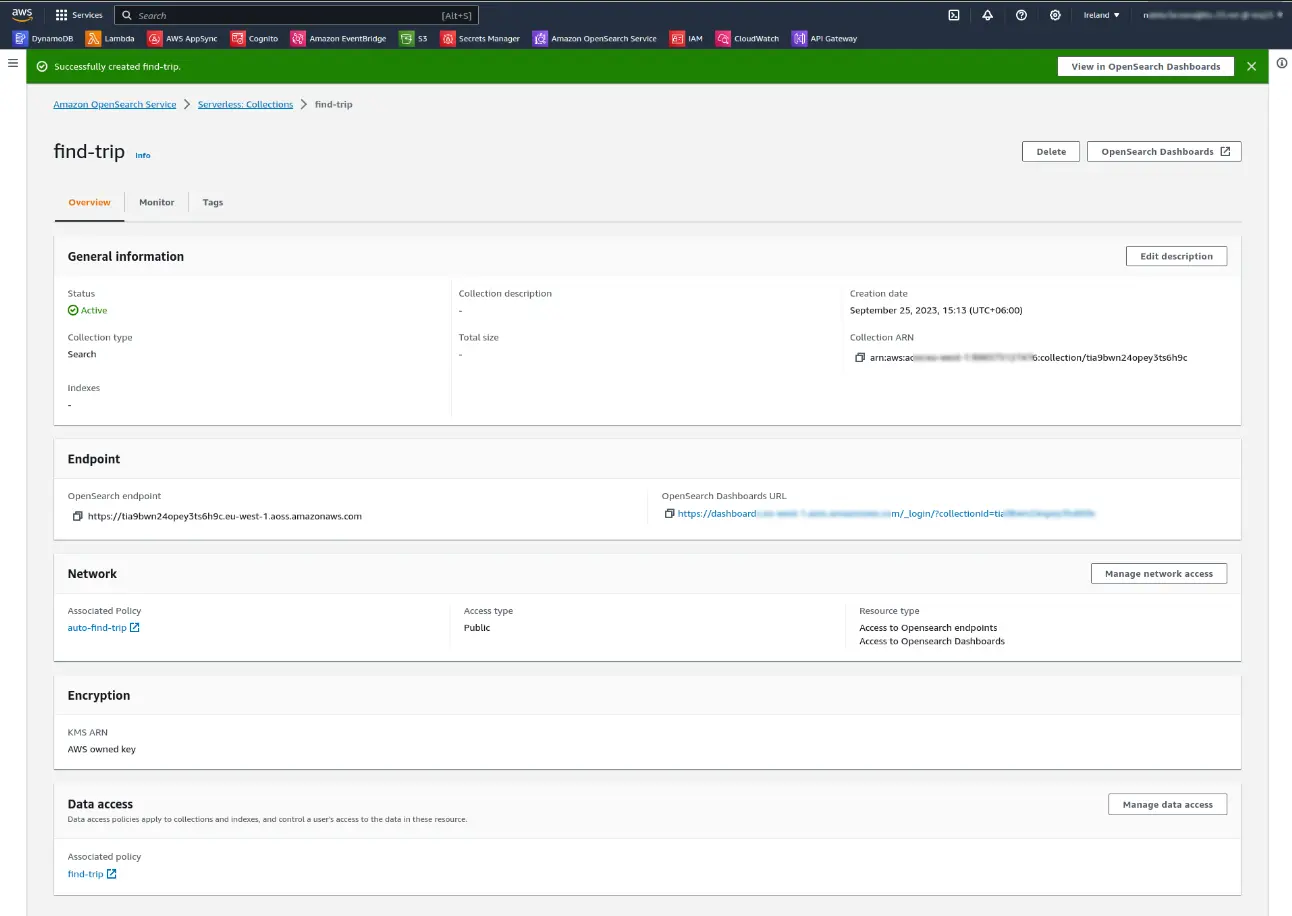 aws Services Search [Alt+S] Ireland
DynamoDB Lambda AWS AppSync Cognito Amazon EventBridge S3 Secrets Manager Amazon OpenSearch Service IAM CloudWatch API Gateway
Successfully created find-trip. View in OpenSearch Dashboards
Amazon OpenSearch Service Serverless: Collections find-trip
find-trip Info Delete OpenSearch Dashboards
Overview Monitor Tags
General information Edit description
Status Collection description Creation date
Active - September 25, 2023, 15:13 (UTC+06:00)
Collection type Total size Collection ARN
Search - arn:aws:ao 6:collection/tia9bwn24opey3ts6h9c
Indexes
-
Endpoint
OpenSearch endpoint OpenSearch Dashboards URL
https://tia9bwn24opey3ts6h9c.eu-west-1.aoss.amazonaws.com https://dashboard m/_login/?collectionId=tia
Network Manage network access
Associated Policy Access type Resource type
auto-find-trip Public Access to Opensearch endpoints
Access to Opensearch Dashboards
Encryption
KMS ARN
AWS owned key
Data access Manage data access
Data access policies apply to collections and indexes, and control a user's access to the data in these resource.
Associated policy
find-trip